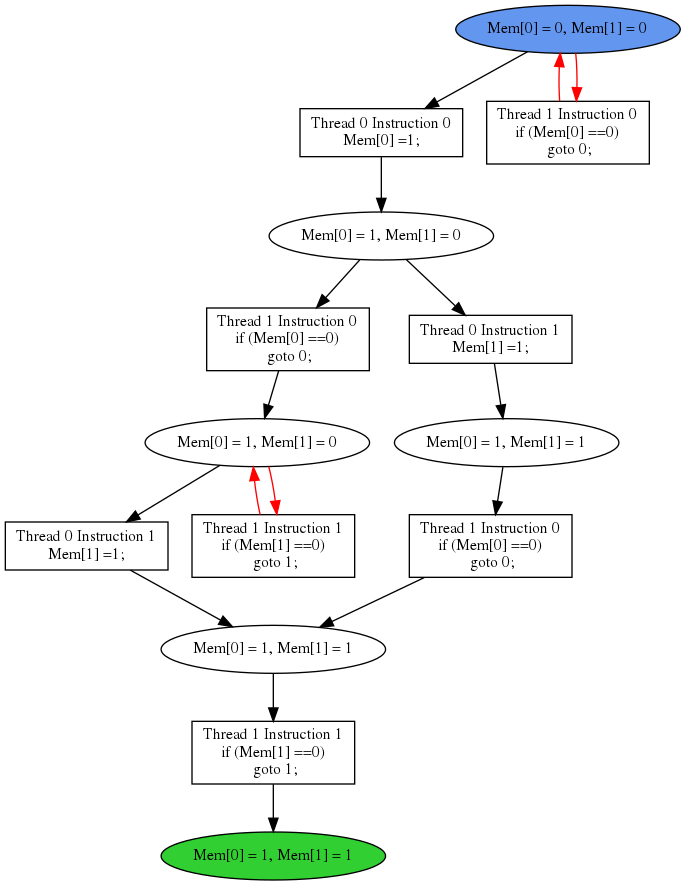 Mem[0] = 0, Mem[1] = 0
Thread 0 Instruction 0
Mem[0] =1;
Thread 1 Instruction 0
if (Mem[0] ==0)
goto 0;
Mem[0] = 1, Mem[1] = 0
Thread 1 Instruction 0
if (Mem[0] ==0)
goto 0;
Thread 0 Instruction 1
Mem[1] =1;
Mem[0] = 1, Mem[1] = 0
Mem[0] = 1, Mem[1] = 1
Thread 0 Instruction 1
Mem[1] =1;
Thread 1 Instruction 1
if (Mem[1] ==0)
goto 1;
Thread 1 Instruction 0
if (Mem[0] ==0)
goto 0;
Mem[0] = 1, Mem[1] = 1
Thread 1 Instruction 1
if (Mem[1] ==0)
goto 1;
Mem[0] = 1, Mem[1] = 1